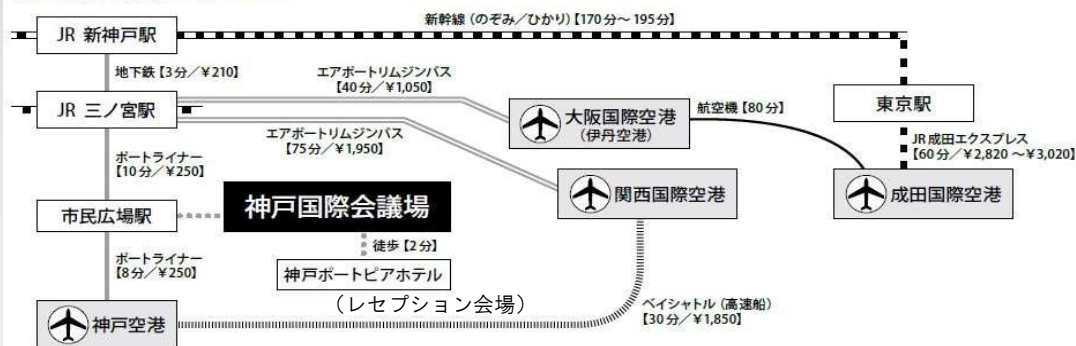 新幹線（のぞみ／ひかり）【170分～195分】
JR 新神戸駅
地下鉄【3分／¥210】
エアポートリムジンバス
【40分／¥1,050】
JR 三ノ宮駅
大阪国際空港
（伊丹空港）
航空機【80分】
東京駅
エアポートリムジンバス
【75分／¥1,950】
JR成田エクスプレス
【60分／¥2,820～¥3,020】
ポートライナー
【10分／¥250】
関西国際空港
成田国際空港
市民広場駅
神戸国際会議場
徒歩【2分】
ポートライナー
【8分／¥250】
神戸ポートピアホテル
（レセプション会場）
ベイシャトル（高速船）
【30分／¥1,850】
神戸空港